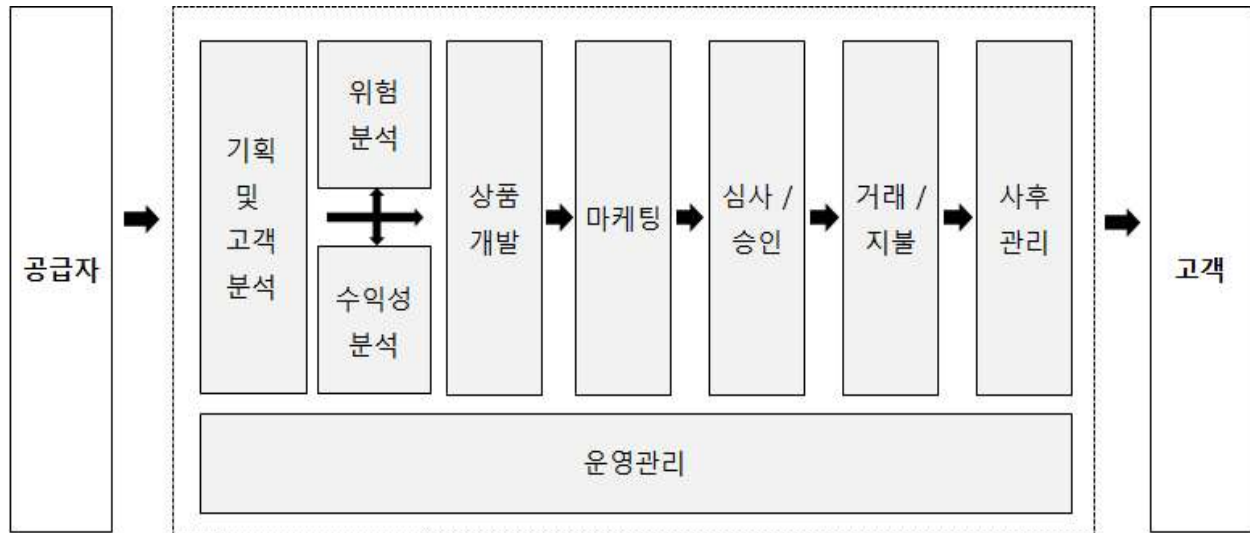 공급자
기획
및
고객
분석
위험
분석
수익성
분석
상품
개발
마케팅
심사 /
승인
거래 /
지불
사후
관리
운영관리
고객